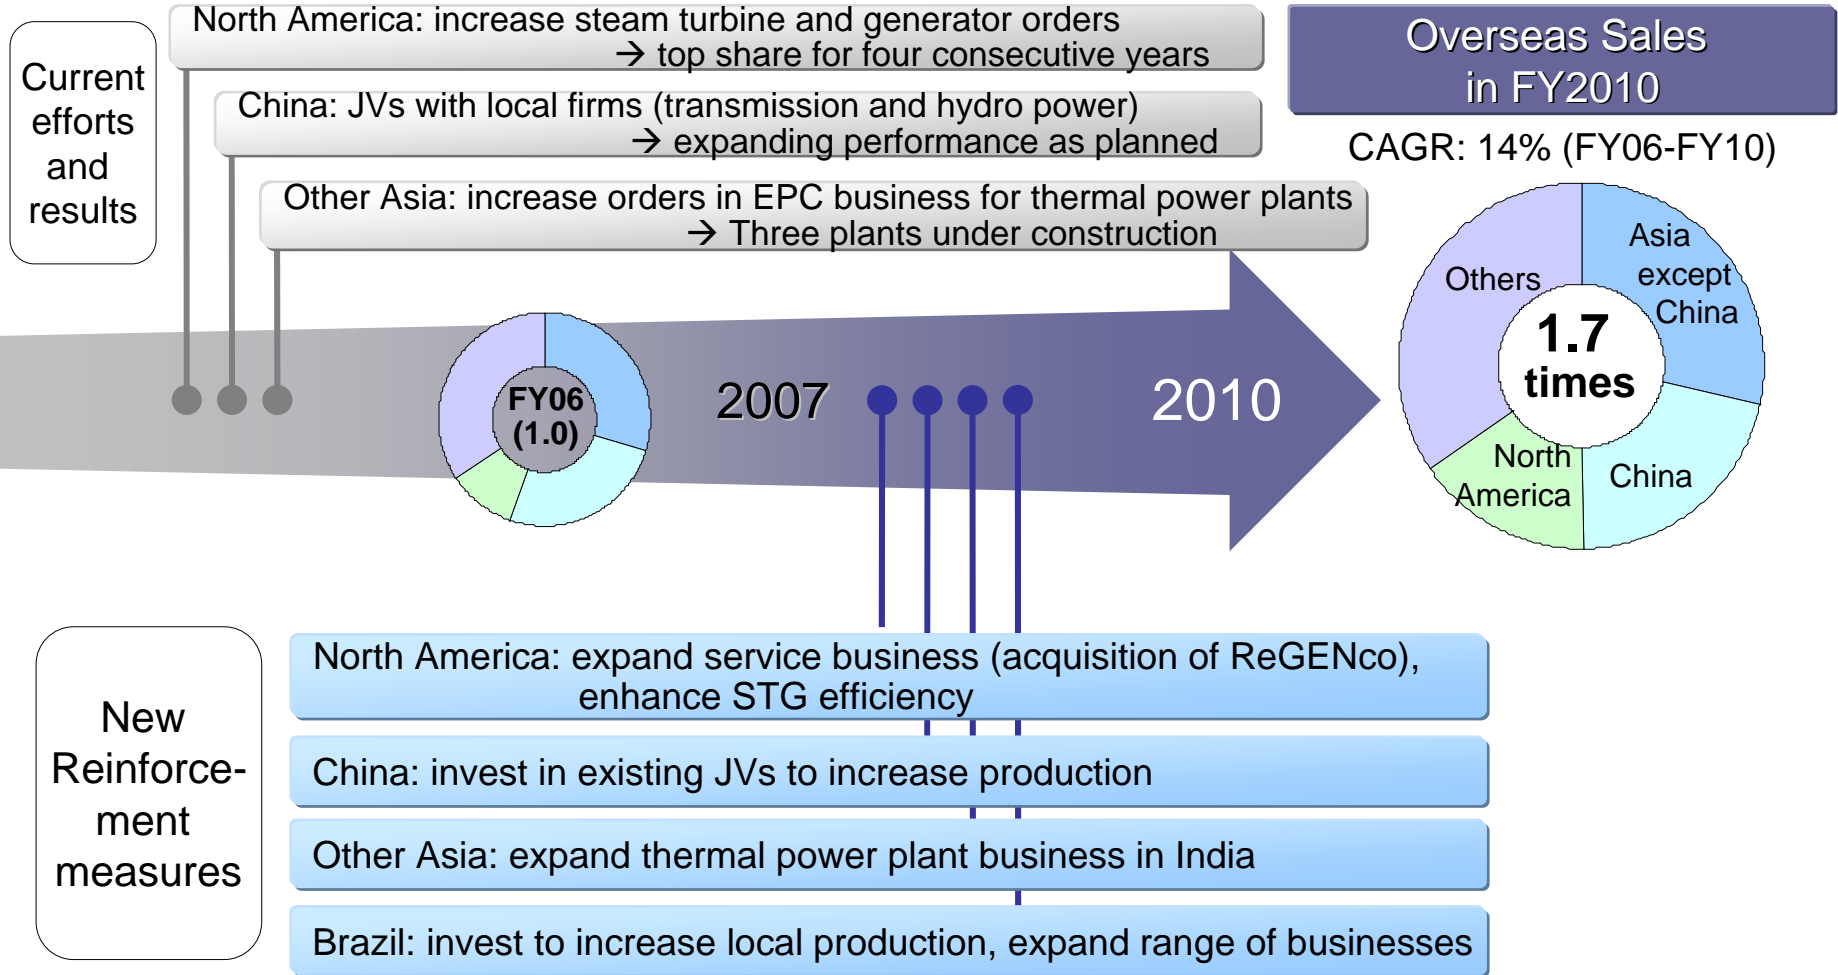 Current
efforts
and
results
North America: increase steam turbine and generator orders
→ top share for four consecutive years
China: JVs with local firms (transmission and hydro power)
→ expanding performance as planned
Other Asia: increase orders in EPC business for thermal power plants
→ Three plants under construction
Overseas Sales
in FY2010
CAGR: 14% (FY06-FY10)
Asia
except
China
Others
1.7
times
North
America
China
FY06
(1.0)
2007
2010
New
Reinforce-
ment
measures
North America: expand service business (acquisition of ReGENco),
enhance STG efficiency
China: invest in existing JVs to increase production
Other Asia: expand thermal power plant business in India
Brazil: invest to increase local production, expand range of businesses